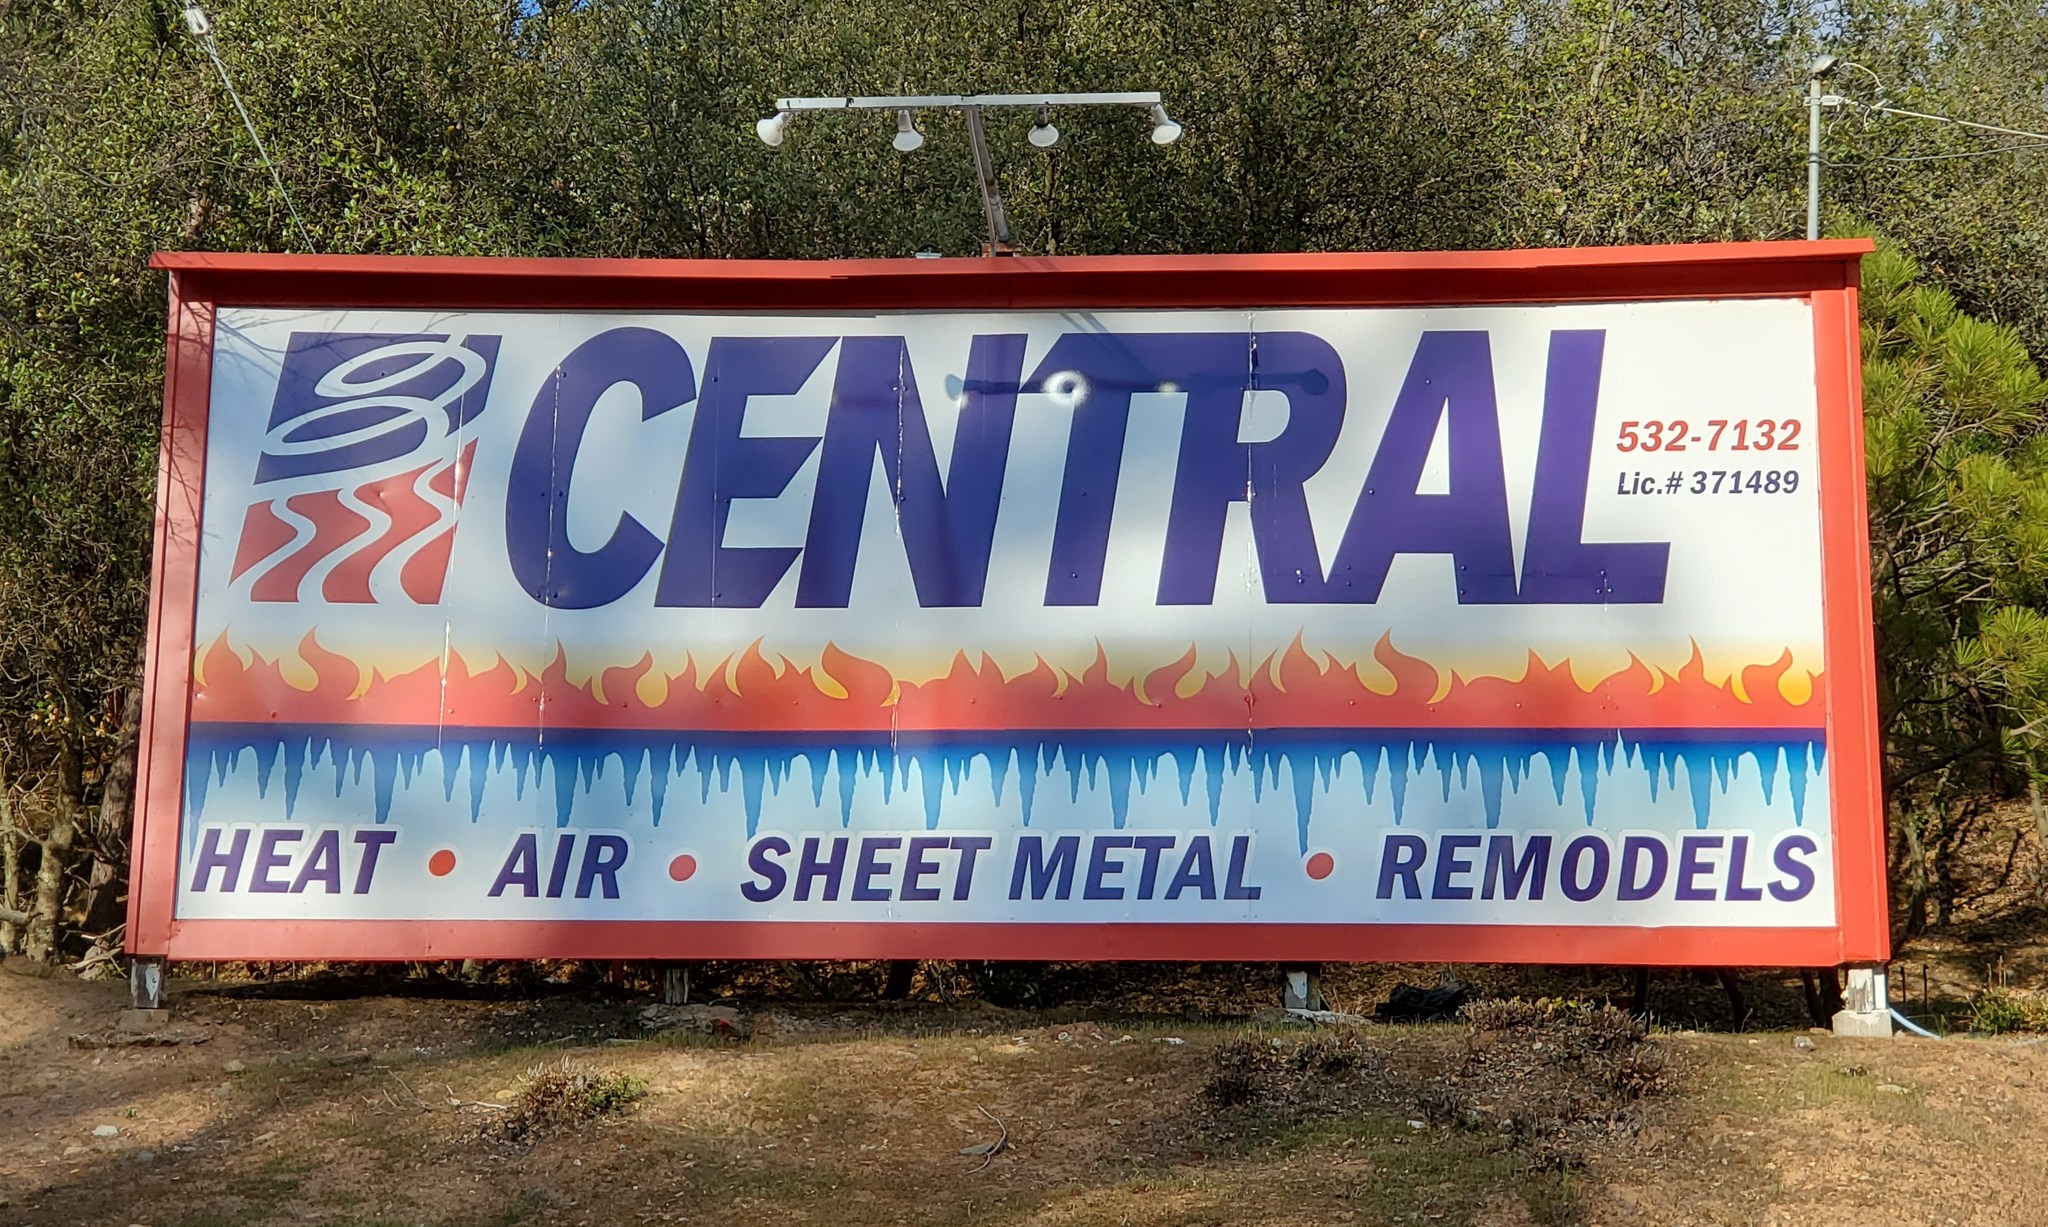 CENTRAL
532-7132
Lic.# 371489
HEAT • AIR • SHEET METAL • REMODELS